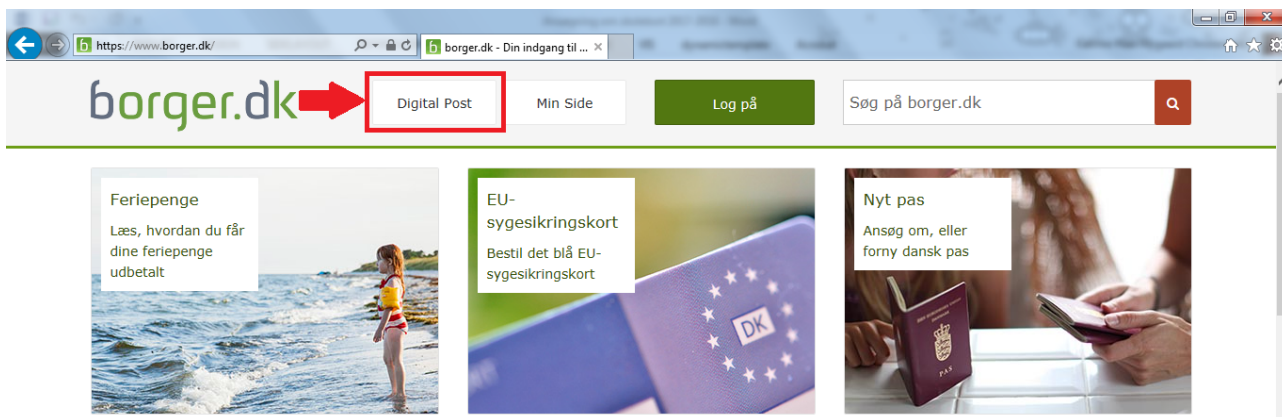 https://www.borger.dk/
borger.dk - Din indgang til ...
borger.dk
Digital Post
Min Side
Log på
Søg på borger.dk
Feriepenge
Læs, hvordan du får
dine feriepenge
udbetalt
EU-
sygesikringskort
Bestil det blå EU-
sygesikringskort
DK
Nyt pas
Ansøg om, eller
forny dansk pas
PAS